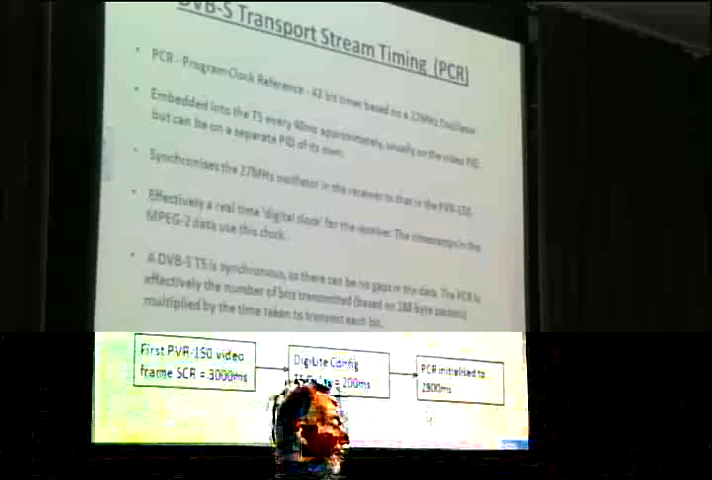 DVB-S Transport Stream Timing (PCR)
PCR - Program Clock Reference - 42 bit timer based on a 27MHz Oscillator
Embedded into the TS every 40ms approximately, usually on the video PID,
but can be on a separate PID of its own.
Synchronises the 27MHz oscillator in the receiver to that in the PVR-150.
Effectively a real time 'digital clock' for the receiver. The timestamps in the
MPEG-2 data use this clock.
A DVB-S TS is synchronous, so there can be no gaps in the data. The PCR is
effectively the number of bits transmitted (based on 188 byte packets)
multiplied by the time taken to transmit each bit.
First PVR-150 video
frame SCR = 3000ms
DigiLite Config
= 200ms
PCR initialised to
2800ms